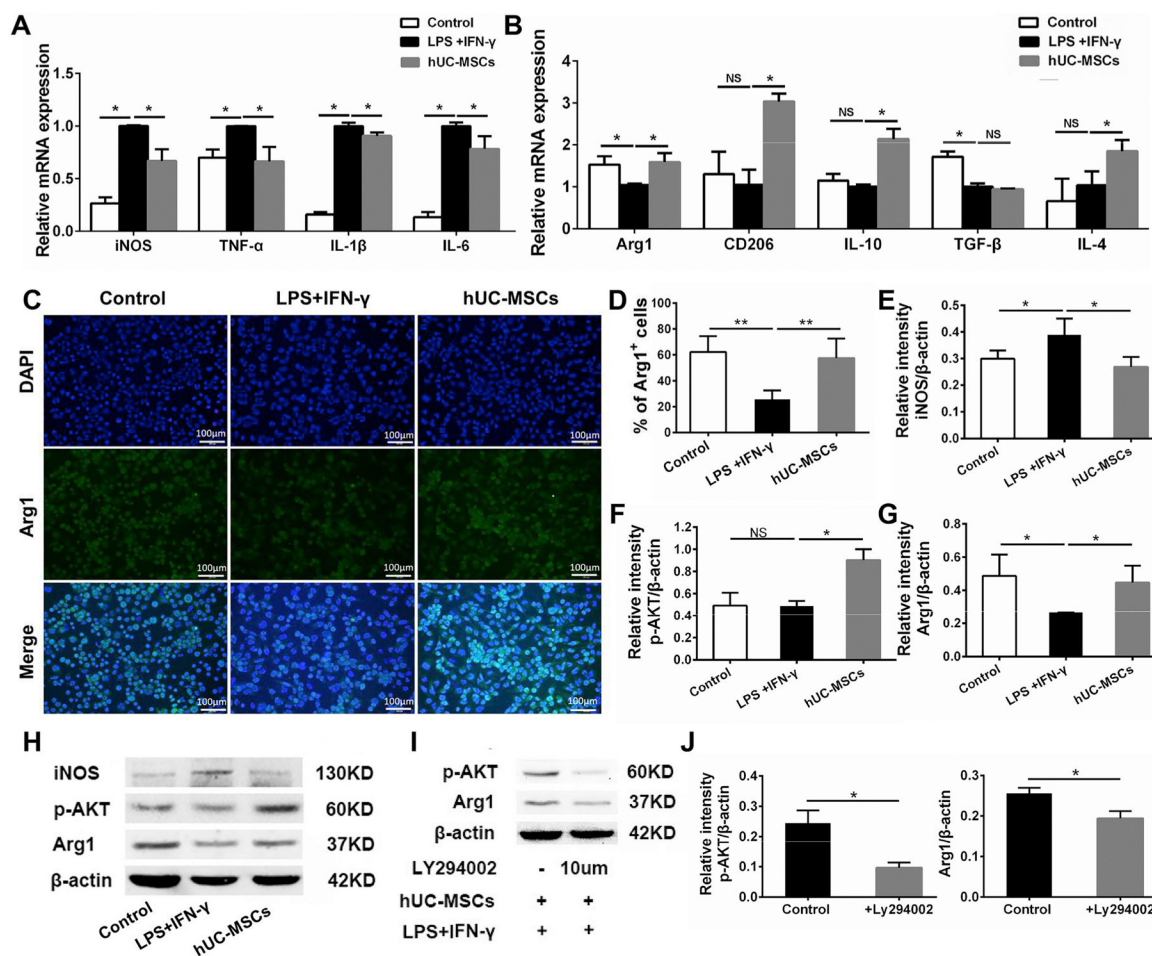 A
Control
LPS +IFN-γ
hUC-MSCs
Relative mRNA expression
1.5
1.0
0.5
0.0
* * * * * * * *
iNOS TNF-α IL-1β IL-6
B
Control
LPS +IFN-γ
hUC-MSCs
Relative mRNA expression
4
3
2
1
0
* * NS * NS * * NS NS *
Arg1 CD206 IL-10 TGF-β IL-4
C
Control LPS+IFN-γ hUC-MSCs
DAPI
100μm 100μm 100μm
Arg1
100μm 100μm 100μm
Merge
100μm 100μm 100μm
D
% of Arg1+ cells
100
80
60
40
20
0
** **
Control LPS +IFN-γ hUC-MSCs
E
Relative intensity
iNOS/β-actin
0.5
0.4
0.3
0.2
0.1
0.0
* *
Control LPS +IFN-γ hUC-MSCs
F
Relative intensity
p-AKT/β-actin
1.2
1.0
0.8
0.6
0.4
0.2
0.0
NS *
Control LPS +IFN-γ hUC-MSCs
G
Relative intensity
Arg1/β-actin
0.8
0.6
0.4
0.2
0.0
* *
Control LPS +IFN-γ hUC-MSCs
H
iNOS 130KD
p-AKT 60KD
Arg1 37KD
β-actin 42KD
Control LPS+IFN-γ hUC-MSCs
I
p-AKT 60KD
Arg1 37KD
β-actin 42KD
LY294002 - 10um
hUC-MSCs + +
LPS+IFN-γ + +
J
Relative intensity
p-AKT/β-actin
0.4
0.3
0.2
0.1
0.0
*
Control +Ly294002
Arg1/β-actin
0.3
0.2
0.1
0.0
*
Control +Ly294002